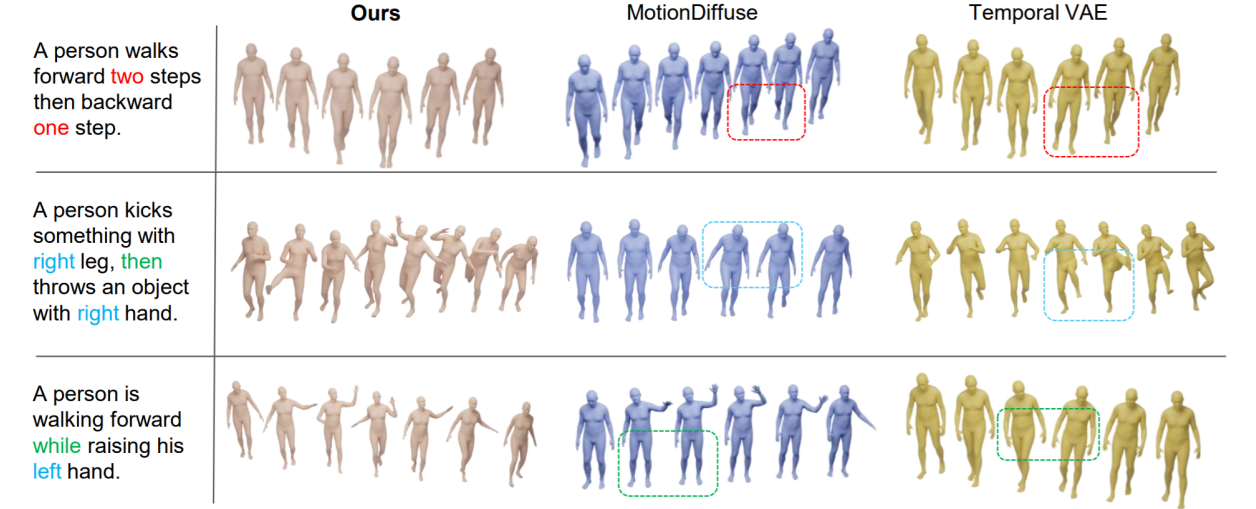 Ours MotionDiffuse Temporal VAE
A person walks
forward two steps
then backward
one step.
A person kicks
something with
right leg, then
throws an object
with right hand.
A person is
walking forward
while raising his
left hand.